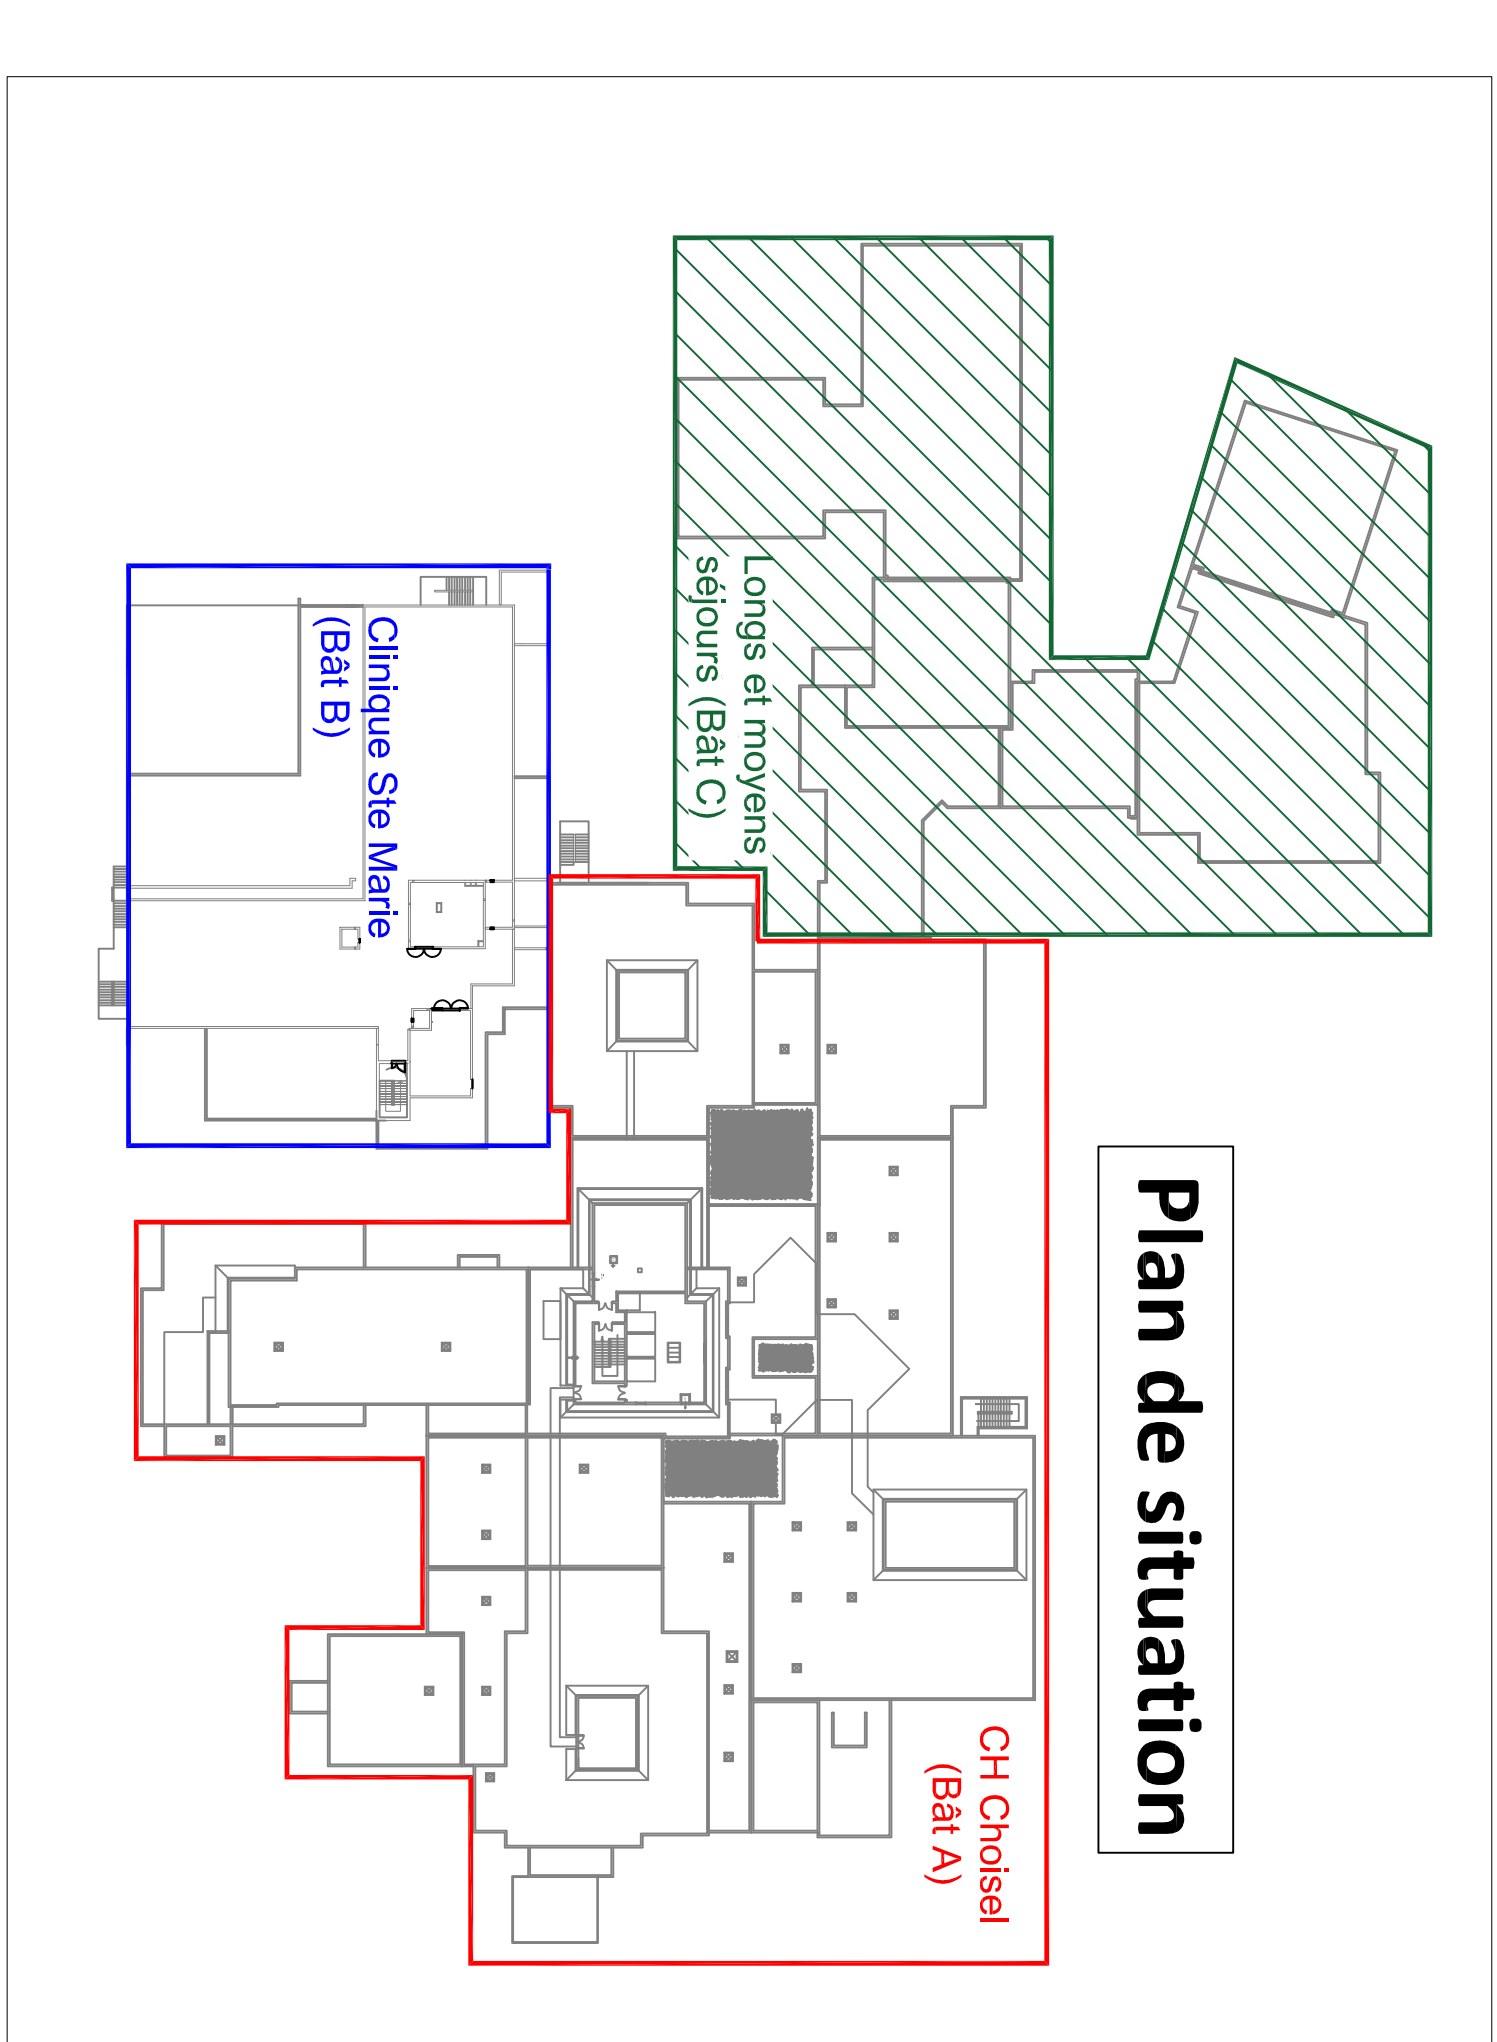 Plan de situation
Longs et moyens
séjours (Bât C)
Clinique Ste Marie
(Bât B)
CH Choisel
(Bât A)